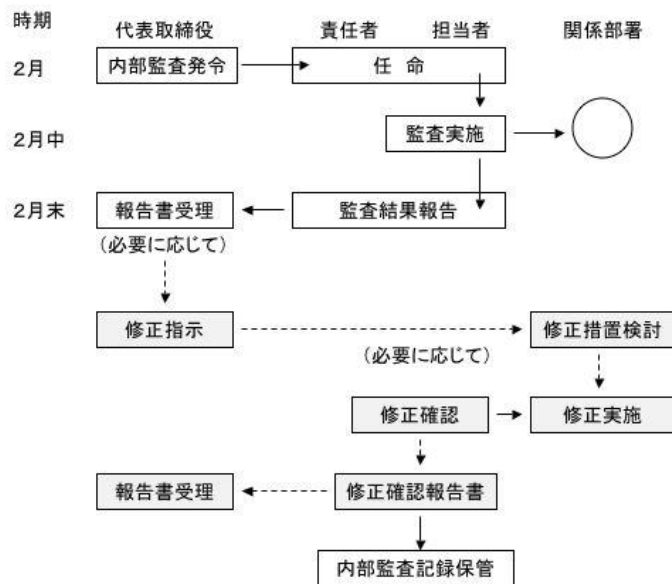 時期
代表取締役
責任者
担当者
関係部署
2月
内部監査発令
任 命
2月中
監査実施
2月末
報告書受理
監査結果報告
(必要に応じて)
修正指示
(必要に応じて)
修正措置検討
修正確認
修正実施
報告書受理
修正確認報告書
内部監査記録保管